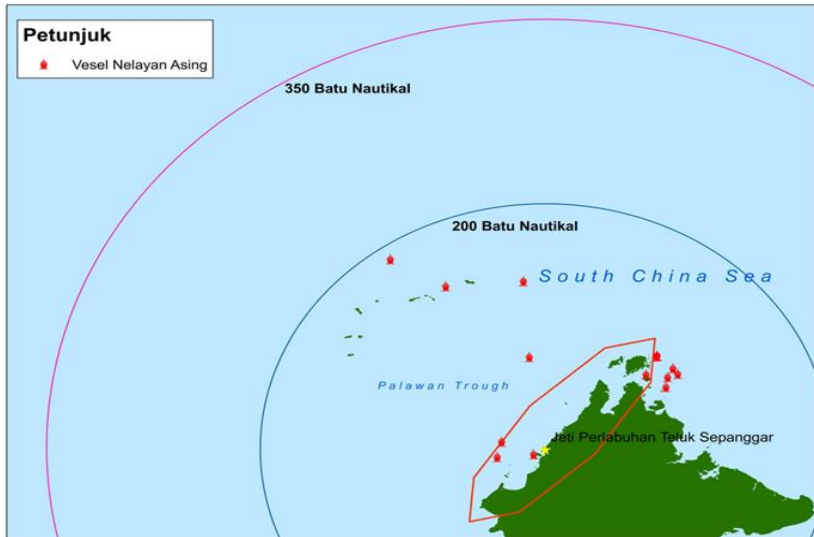 Petunjuk
Vesel Nelayan Asing
350 Batu Nautikal
200 Batu Nautikal
South China Sea
Palawan Trough
Jeti Perlabuhan Teluk Sepanggar